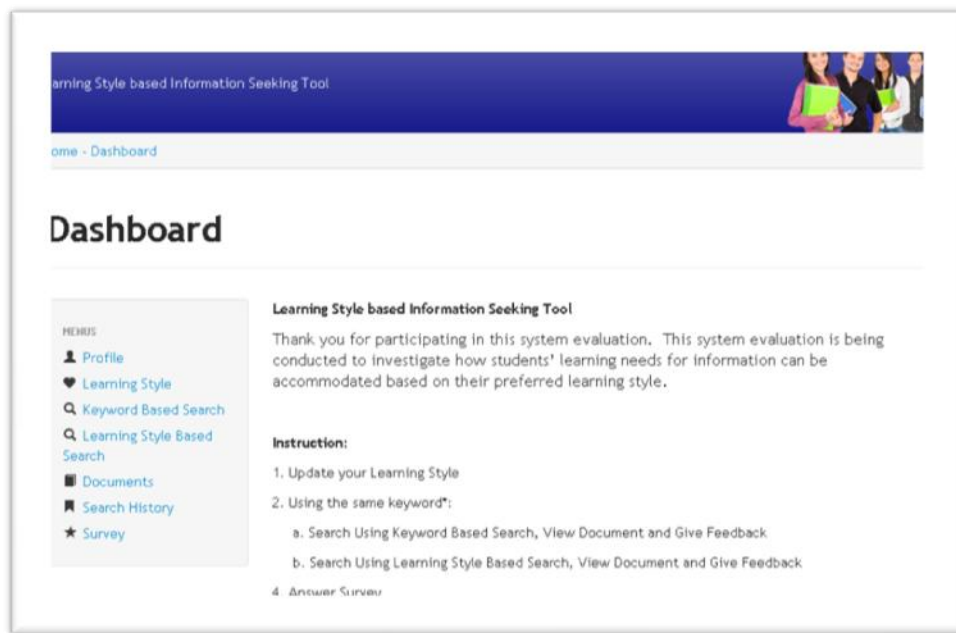 arning Style based Information Seeking Tool
ome - Dashboard
Dashboard
MENUS
Profile
Learning Style
Keyword Based Search
Learning Style Based
Search
Documents
Search History
Survey
Learning Style based Information Seeking Tool
Thank you for participating in this system evaluation. This system evaluation is being
conducted to investigate how students' learning needs for information can be
accommodated based on their preferred learning style.
Instruction:
1. Update your Learning Style
2. Using the same keyword*:
a. Search Using Keyword Based Search, View Document and Give Feedback
b. Search Using Learning Style Based Search, View Document and Give Feedback
4. Answer Survey